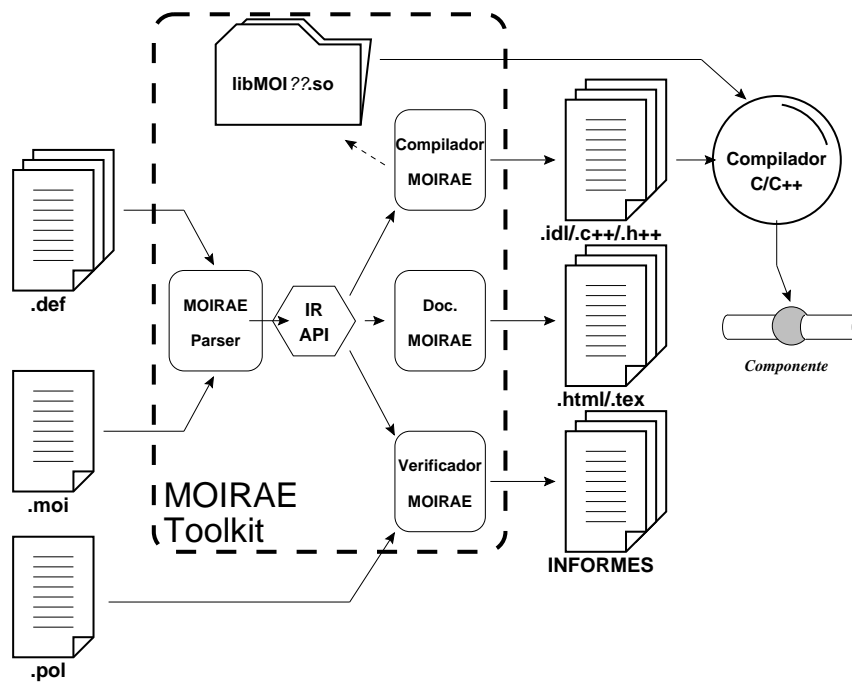 libMOI??.so
Compilador
MOIRAE
Compilador
C/C++
.idl/.c++/.h++
.def
MOIRAE
Parser
IR
API
Doc.
MOIRAE
Componente
.html/.tex
.moi
MOIRAE
Toolkit
Verificador
MOIRAE
INFORMES
.pol